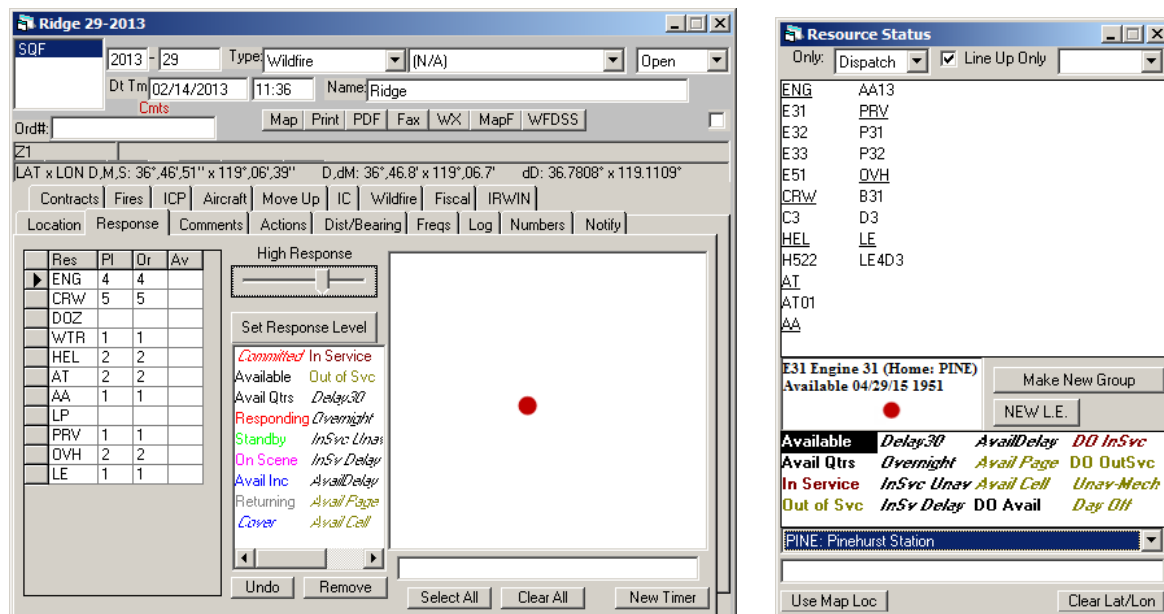 Ridge 29-2013
SQF
2013 - 29 Type: Wildfire (N/A) Open
Dt Tm 02/14/2013 11:36 Name: Ridge
Cmts
Ord#: Map Print PDF Fax WX MapF WFDSS
Z1
LAT x LON D,M,S: 36°,46',51'' x 119°,06',39'' D,dM: 36°,46.8' x 119°,06.7' dD: 36.7808° x 119.1109°
Contracts Fires ICP Aircraft Move Up IC Wildfire Fiscal IRWIN
Location Response Comments Actions Dist/Bearing Freqs Log Numbers Notify
Res Pl Or Av
ENG 4 4
CRW 5 5
DOZ
WTR 1 1
HEL 2 2
AT 2 2
AA 1 1
LP
PRV 1 1
OVH 2 2
LE 1 1
High Response
Set Response Level
Committed In Service
Available Out of Svc
Avail Qtrs Delay30
Responding Overnight
Standby InSvc Unav
On Scene InSv Delay
Avail Inc AvailDelay
Returning Avail Page
Cover Avail Cell
Undo Remove
Select All Clear All New Timer
Resource Status
Only: Dispatch Line Up Only
ENG AA13
E31 PRV
E32 P31
E33 P32
E51 OVH
CRW B31
C3 D3
HEL LE
H522 LE4D3
AT
AT01
AA
E31 Engine 31 (Home: PINE)
Available 04/29/15 1951
Make New Group
NEW L.E.
Available Delay30 AvailDelay DO InSvc
Avail Qtrs Overnight Avail Page DO OutSvc
In Service InSvc Unav Avail Cell Unav-Mech
Out of Svc InSv Delay DO Avail Day Off
PINE: Pinehurst Station
Use Map Loc Clear Lat/Lon